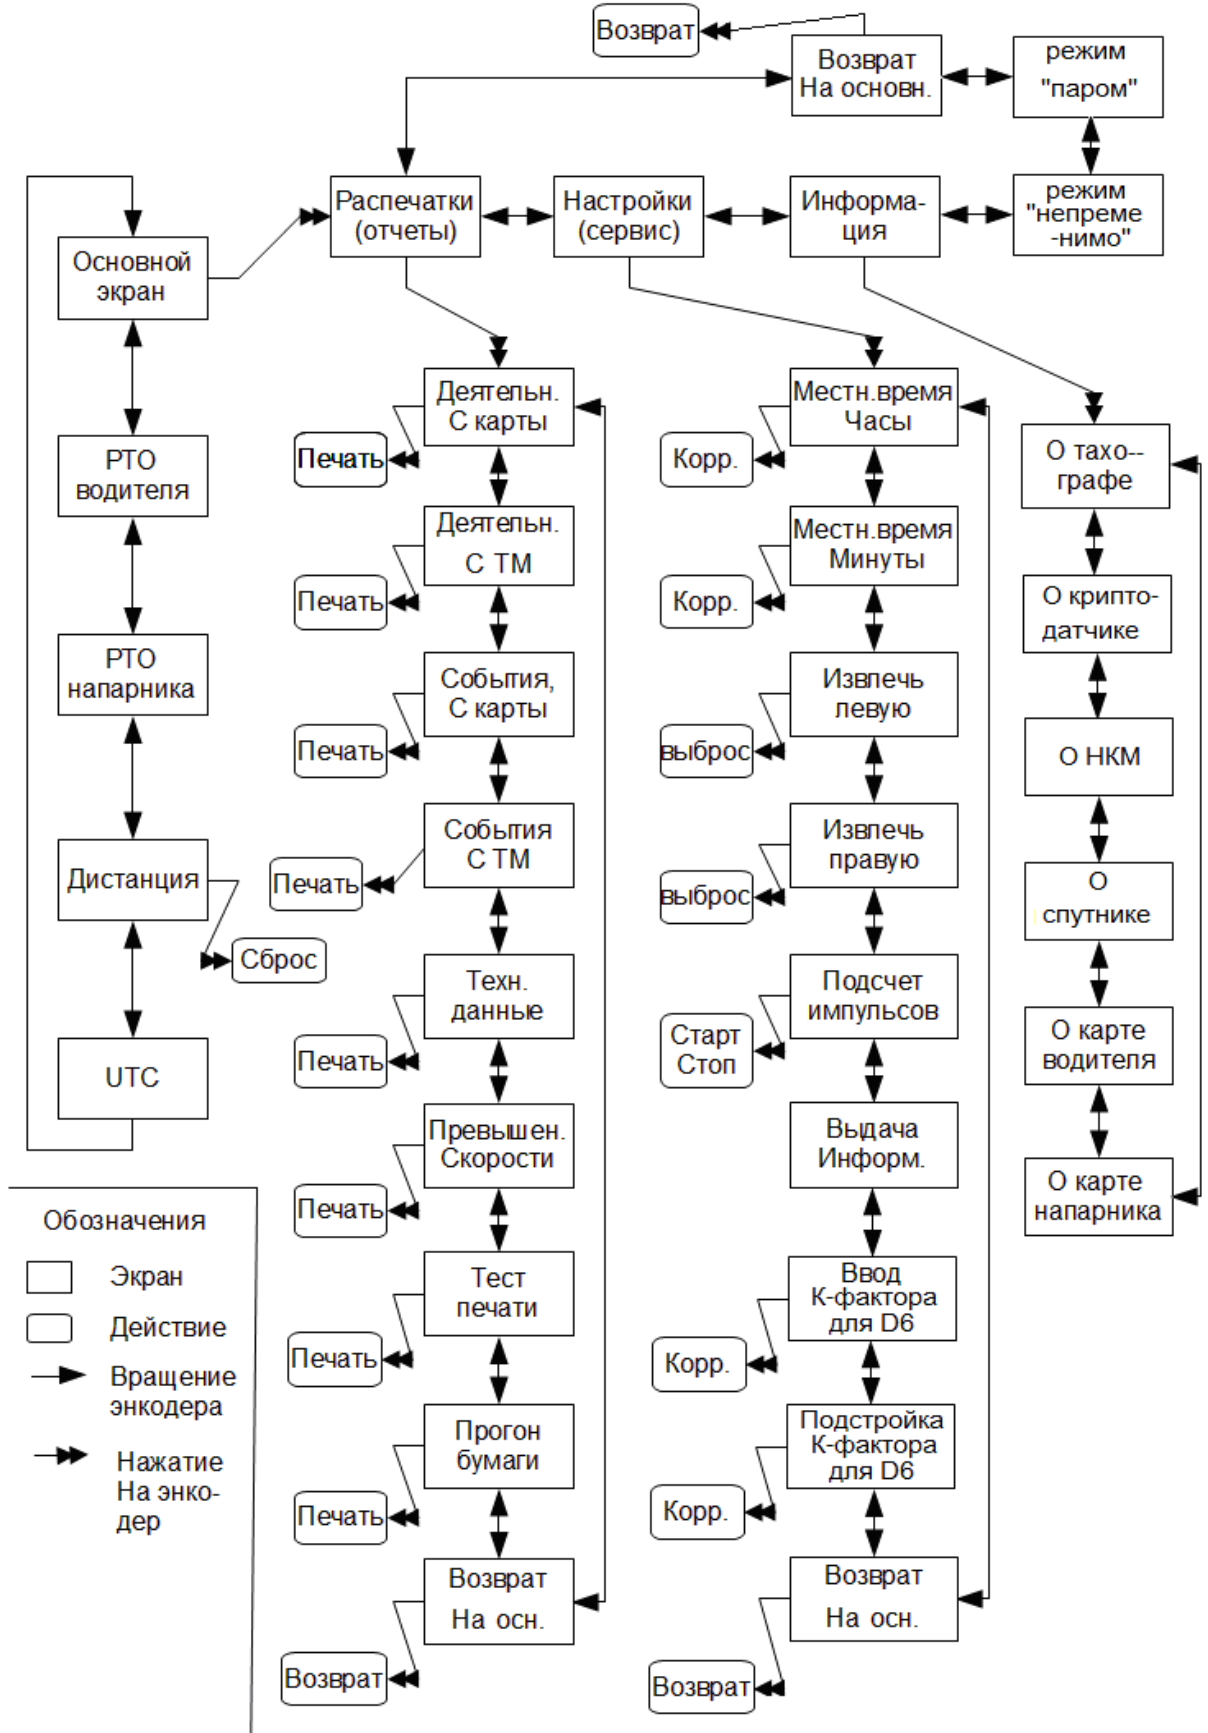 Возврат
Возврат
На основн.
режим
"паром"
Распечатки
(отчеты)
Настройки
(сервис)
Информа-
ция
режим
"непреме
-нимо"
Основной
экран
РТО
водителя
РТО
напарника
Дистанция
Сброс
UTC
Деятельн.
С карты
Печать
Деятельн.
С ТМ
Печать
События,
С карты
Печать
События
С ТМ
Печать
Техн.
данные
Печать
Превышен.
Скорости
Печать
Тест
печати
Печать
Прогон
бумаги
Печать
Возврат
На осн.
Возврат
Местн.время
Часы
Корр.
Местн.время
Минуты
Корр.
Извлечь
левую
выброс
Извлечь
правую
выброс
Подсчет
импульсов
Старт
Стоп
Выдача
Информ.
Ввод
К-фактора
для D6
Корр.
Подстройка
К-фактора
для D6
Корр.
Возврат
На осн.
Возврат
О тахо--
графе
О крипто-
датчике
О НКМ
О
спутнике
О карте
водителя
О карте
напарника
Обозначения
Экран
Действие
Вращение
энкодера
Нажатие
На энко-
дер